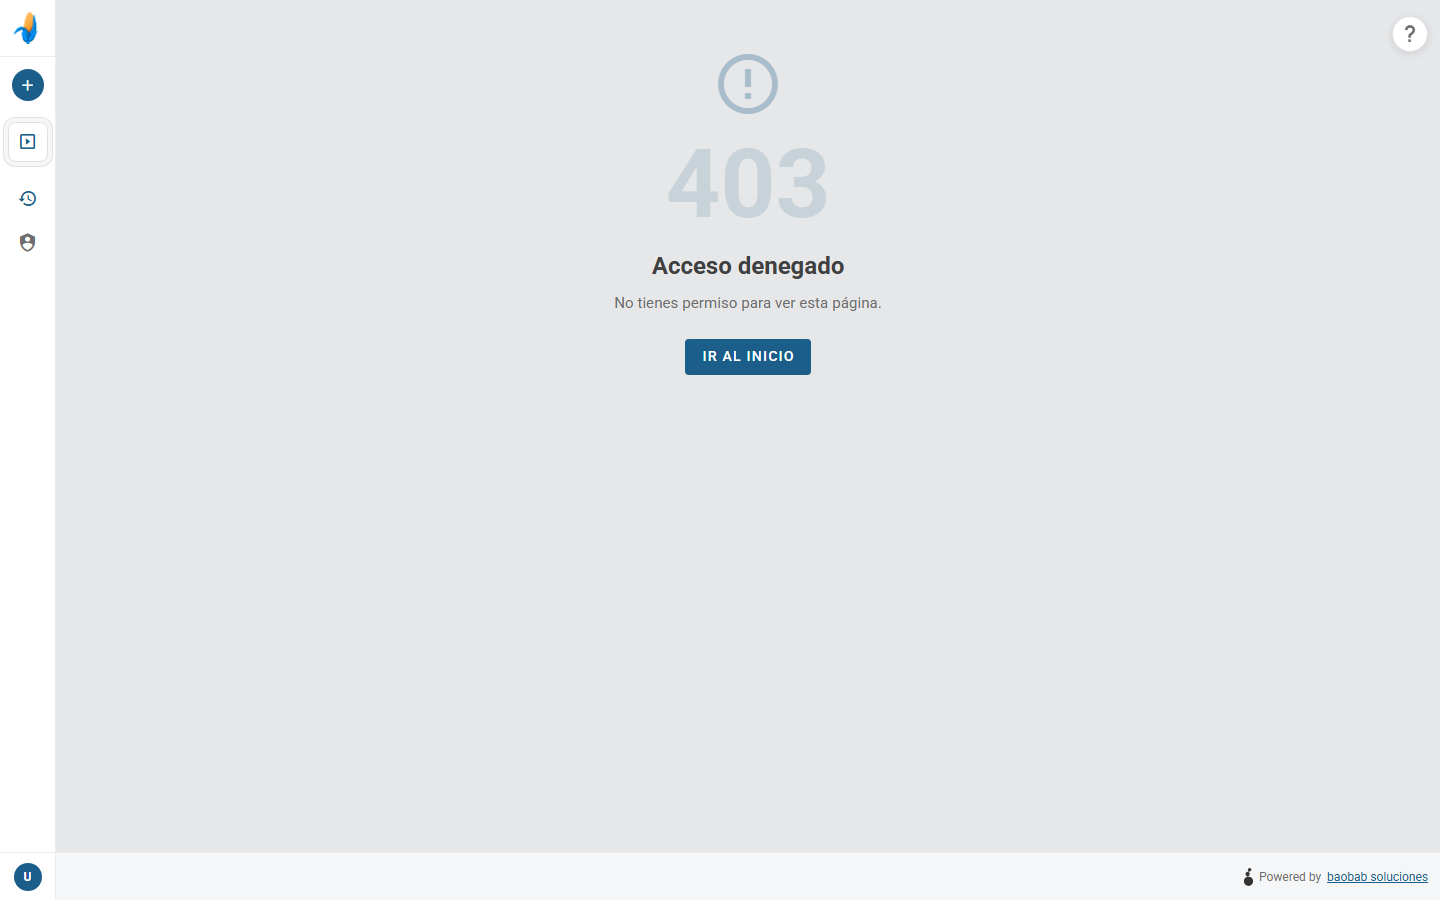 ?
403
Acceso denegado
No tienes permiso para ver esta página.
IR AL INICIO
U
Powered by baobab soluciones